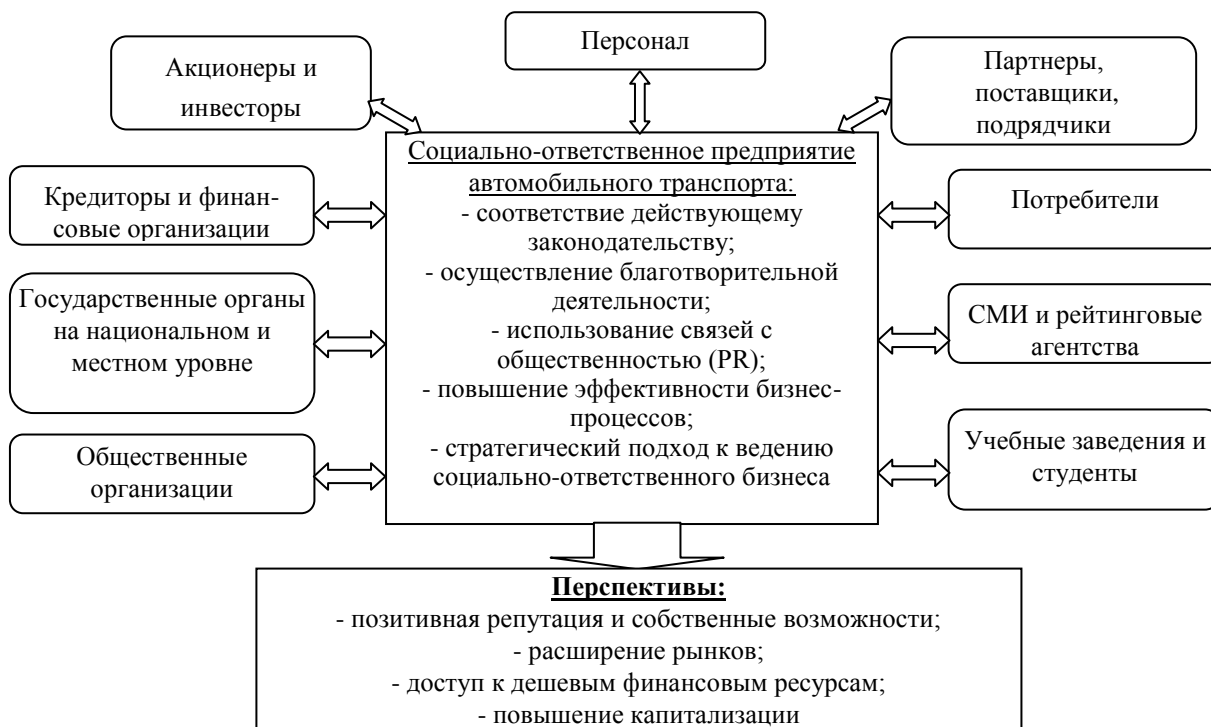 Персонал
Акционеры и
инвесторы
Партнеры,
поставщики,
подрядчики
Кредиторы и финан-
совые организации
Государственные органы
на национальном и
местном уровне
Общественные
организации
Социально-ответственное предприятие
автомобильного транспорта:
- соответствие действующему
законодательству;
- осуществление благотворительной
деятельности;
- использование связей с
общественностью (PR);
- повышение эффективности бизнес-
процессов;
- стратегический подход к ведению
социально-ответственного бизнеса
Потребители
СМИ и рейтинговые
агентства
Учебные заведения и
студенты
Перспективы:
- позитивная репутация и собственные возможности;
- расширение рынков;
- доступ к дешевым финансовым ресурсам;
- повышение капитализации